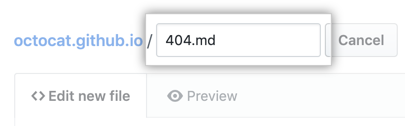 octocat.github.io / 404.md Cancel
<> Edit new file Preview